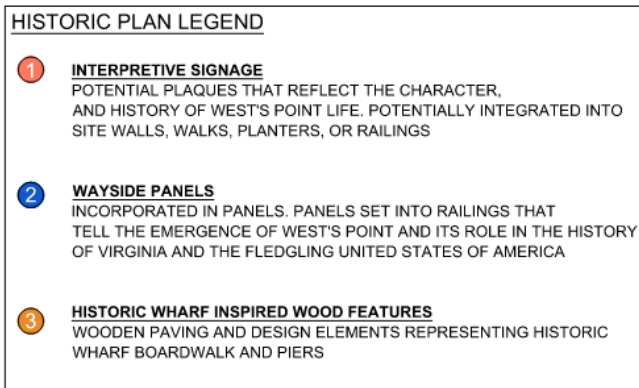 HISTORIC PLAN LEGEND
1 INTERPRETIVE SIGNAGE
POTENTIAL PLAQUES THAT REFLECT THE CHARACTER,
AND HISTORY OF WEST'S POINT LIFE. POTENTIALLY INTEGRATED INTO
SITE WALLS, WALKS, PLANTERS, OR RAILINGS
2 WAYSIDE PANELS
INCORPORATED IN PANELS. PANELS SET INTO RAILINGS THAT
TELL THE EMERGENCE OF WEST'S POINT AND ITS ROLE IN THE HISTORY
OF VIRGINIA AND THE FLEDGLING UNITED STATES OF AMERICA
3 HISTORIC WHARF INSPIRED WOOD FEATURES
WOODEN PAVING AND DESIGN ELEMENTS REPRESENTING HISTORIC
WHARF BOARDWALK AND PIERS